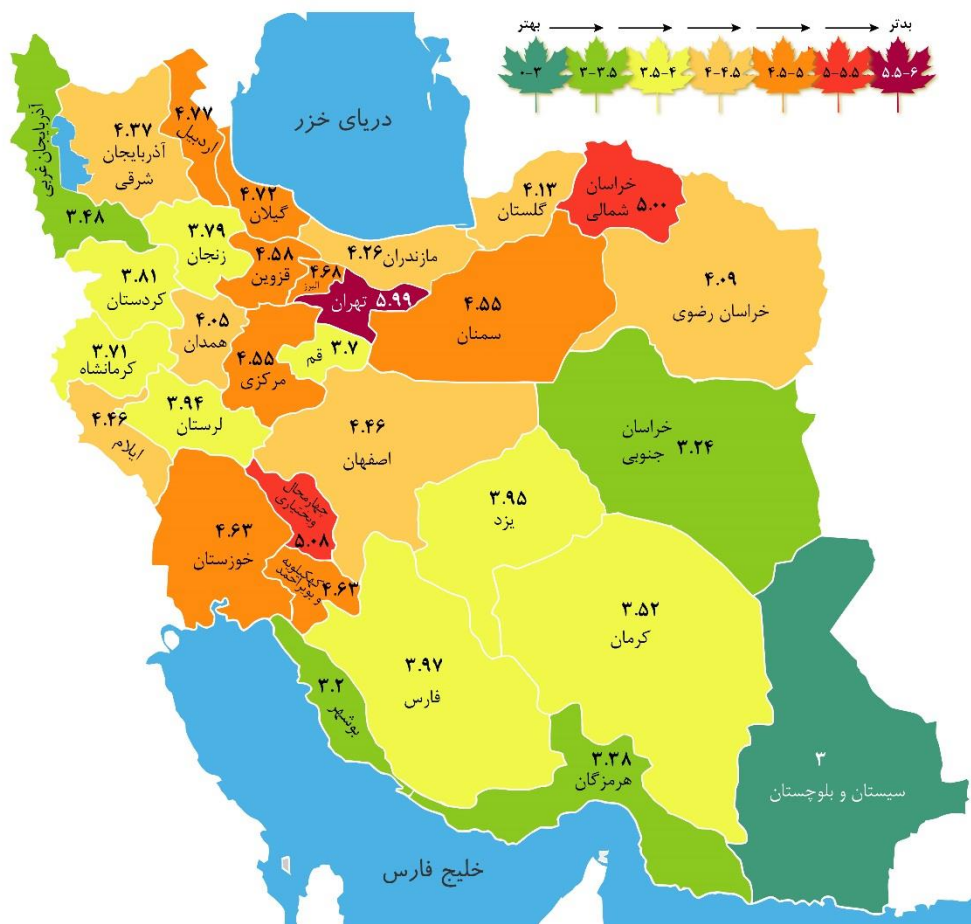 بهتر
بدتر
۰-۳
۳-۳.۵
۳.۵-۴
۴-۴.۵
۴.۵-۵
۵-۵.۵
۵.۵-۶
دریای خزر
آذربایجان غربی
۳.۴۸
۴.۳۷
آذربایجان
شرقی
۴.۷۷
اردبیل
۴.۷۲
گیلان
۳.۷۹
زنجان
۴.۵۸
قزوین
۴.۶۸
البرز
مازندران ۴.۲۶
۴.۱۳
گلستان
خراسان
شمالی
۵.۰۰
۴.۰۹
خراسان رضوی
تهران ۵.۹۹
۴.۵۵
سمنان
۳.۸۱
کردستان
۴.۰۵
همدان
۴.۵۵
مرکزی
قم ۳.۷
۳.۷۱
کرمانشاه
۳.۹۴
لرستان
۴.۴۶
ایلام
۴.۴۶
اصفهان
خراسان
جنوبی
۳.۲۴
چهارمحال
وبختیاری
۵.۰۸
۳.۹۵
یزد
۴.۶۳
خوزستان
کهکیلویه
و بویراحمد
۴.۶۳
۳.۵۲
کرمان
۳.۹۷
فارس
۳.۲
بوشهر
۳.۳۸
هرمزگان
۳
سیستان و بلوچستان
خلیج فارس